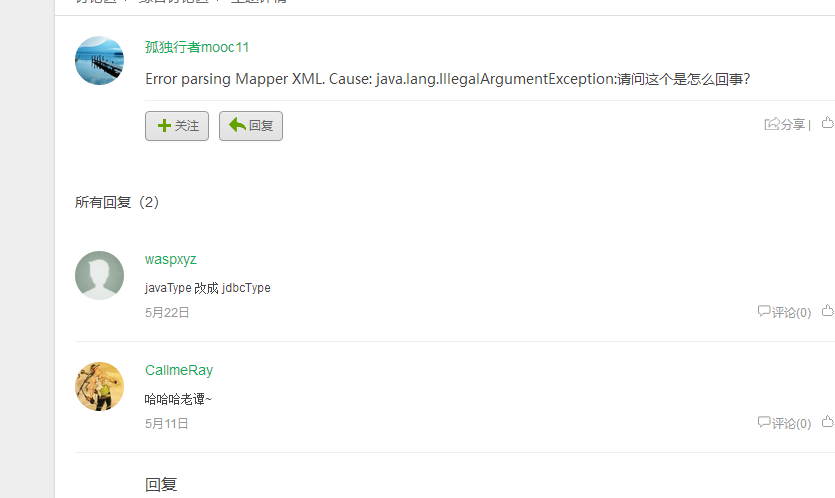 孤独行者mooc11
Error parsing Mapper XML. Cause: java.lang.IllegalArgumentException:请问这个是怎么回事?
关注 回复 分享 |
所有回复（2）
waspxyz
javaType 改成 jdbcType
5月22日 评论(0)
CallmeRay
哈哈哈老谭~
5月11日 评论(0)
回复